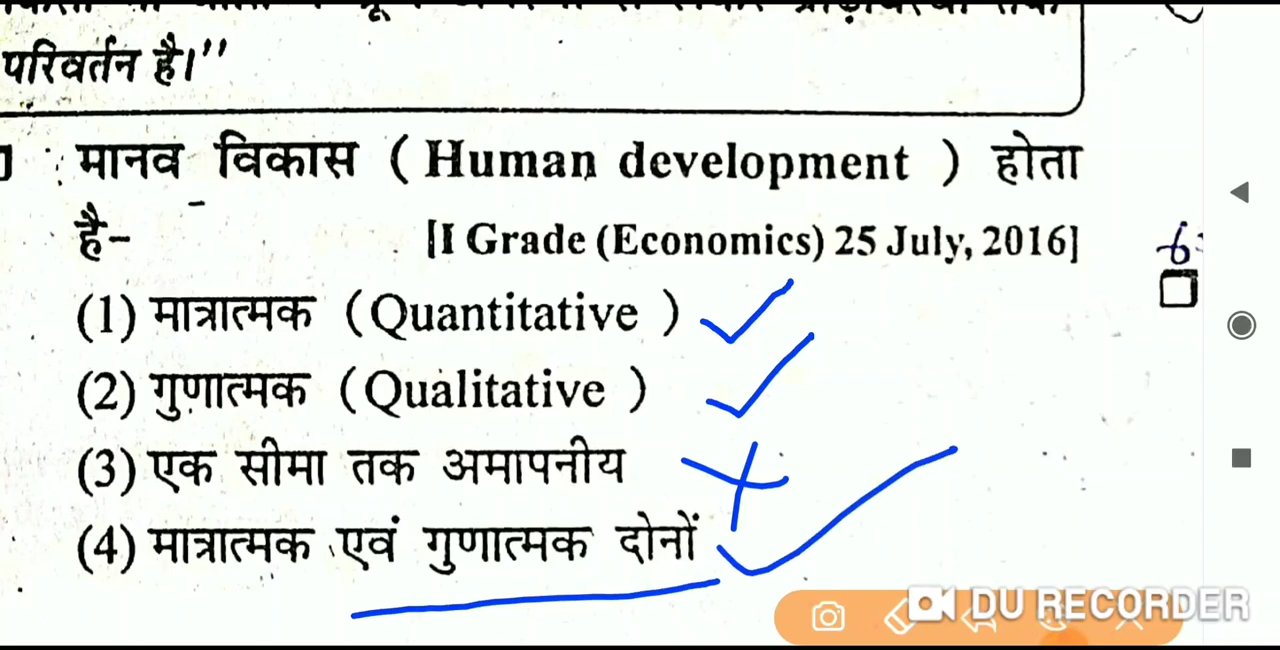 परिवर्तन है।''
मानव विकास ( Human development ) होता
है- [I Grade (Economics) 25 July, 2016]
(1) मात्रात्मक (Quantitative )
(2) गुणात्मक (Qualitative )
(3) एक सीमा तक अमापनीय
(4) मात्रात्मक एवं गुणात्मक दोनों
DU RECORDER